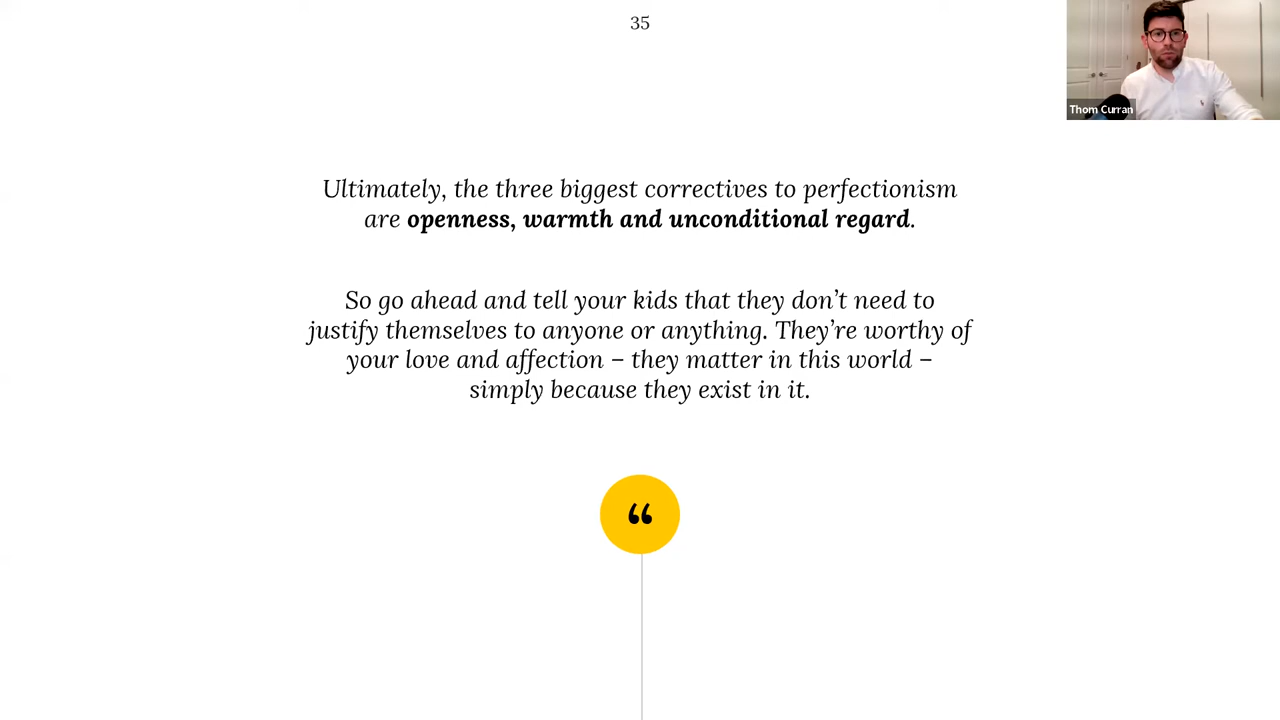 35
Thom Curran
Ultimately, the three biggest correctives to perfectionism
are openness, warmth and unconditional regard.
So go ahead and tell your kids that they don’t need to
justify themselves to anyone or anything. They’re worthy of
your love and affection – they matter in this world –
simply because they exist in it.
“